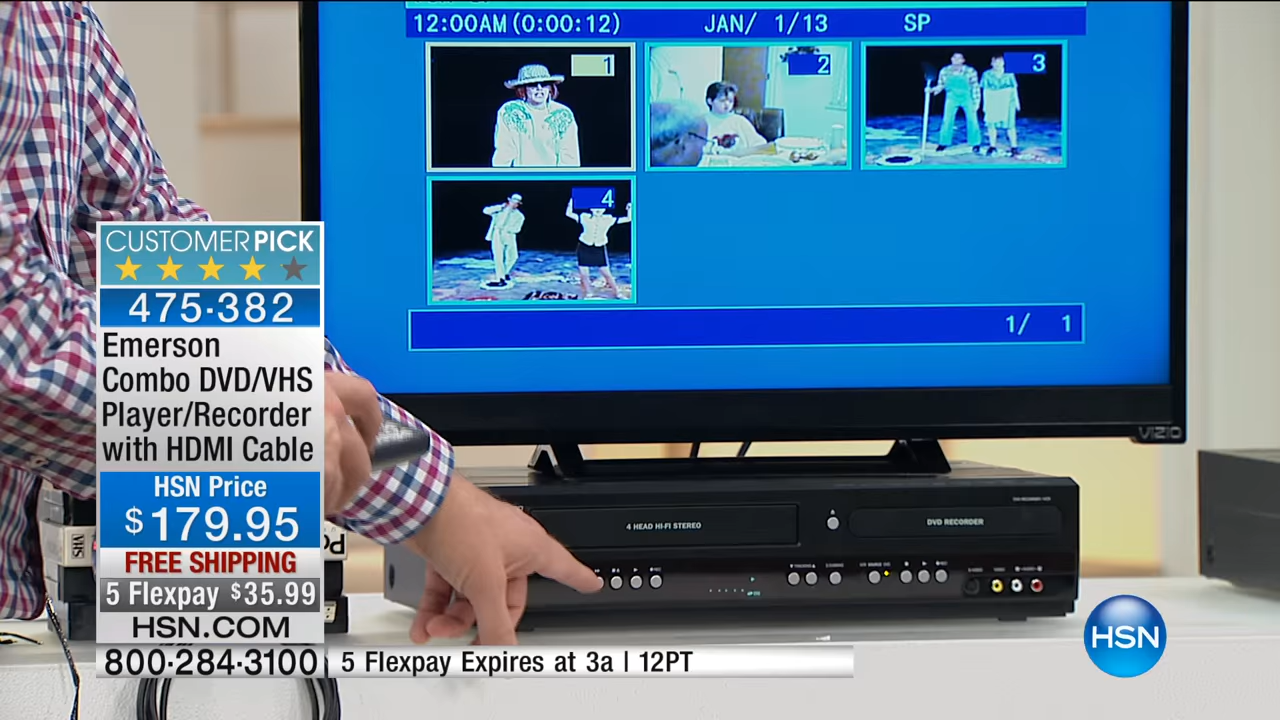 12:00AM (0:00:12) JAN/ 1/13 SP
1
2
3
4
1/ 1
VIZIO
CUSTOMER PICK
475-382
Emerson
Combo DVD/VHS
Player/Recorder
with HDMI Cable
HSN Price
$179.95
FREE SHIPPING
5 Flexpay $35.99
HSN.COM
800-284-3100
5 Flexpay Expires at 3a | 12PT
4 HEAD HI-FI STEREO
DVD RECORDER
VHS
HSN